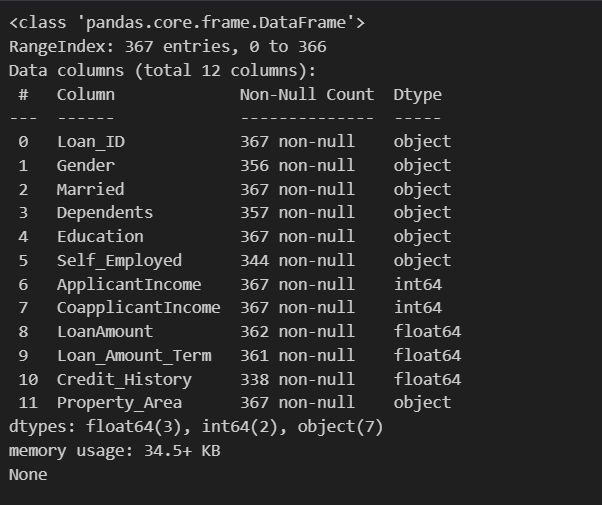 <class 'pandas.core.frame.DataFrame'>
RangeIndex: 367 entries, 0 to 366
Data columns (total 12 columns):
 #   Column             Non-Null Count  Dtype
---  ------             --------------  -----
 0   Loan_ID            367 non-null    object
 1   Gender             356 non-null    object
 2   Married            367 non-null    object
 3   Dependents         357 non-null    object
 4   Education          367 non-null    object
 5   Self_Employed      344 non-null    object
 6   ApplicantIncome    367 non-null    int64
 7   CoapplicantIncome  367 non-null    int64
 8   LoanAmount         362 non-null    float64
 9   Loan_Amount_Term   361 non-null    float64
 10  Credit_History     338 non-null    float64
 11  Property_Area      367 non-null    object
dtypes: float64(3), int64(2), object(7)
memory usage: 34.5+ KB
None